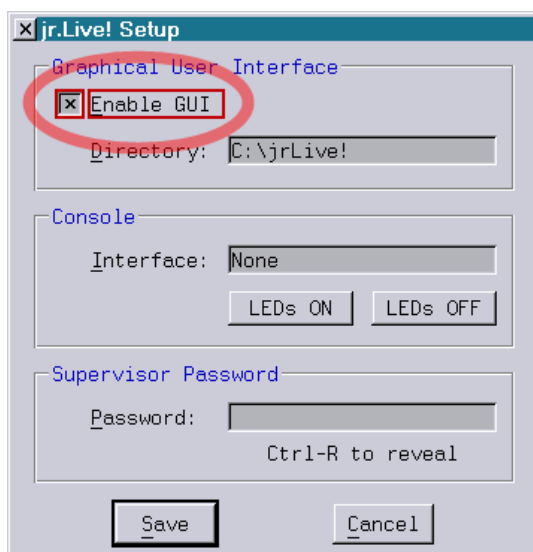 jr.Live! Setup
Graphical User Interface
Enable GUI
Directory: C:\jrLive!
Console
Interface: None
LEDs ON LEDs OFF
Supervisor Password
Password:
Ctrl-R to reveal
Save Cancel